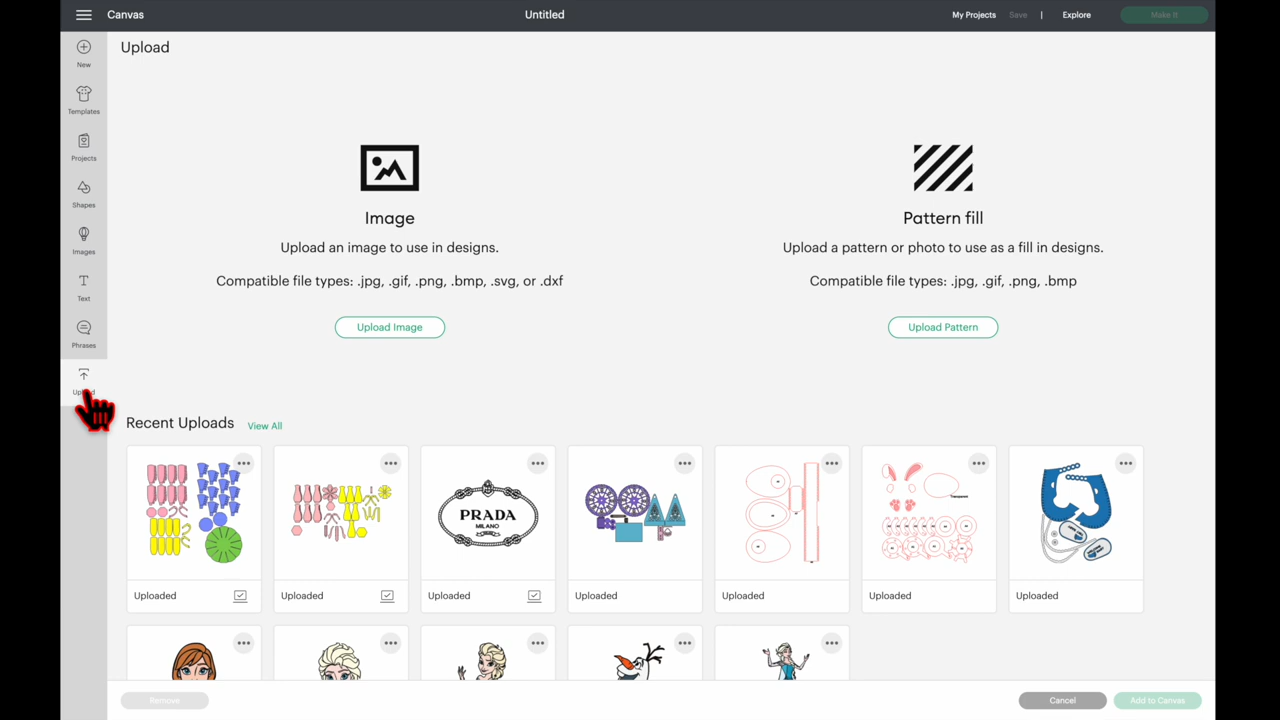 Canvas
Untitled
My Projects Save | Explore Make It
New
Templates
Projects
Shapes
Images
Text
Phrases
Upload
Image
Upload an image to use in designs.
Compatible file types: .jpg, .gif, .png, .bmp, .svg, or .dxf
Upload Image
Pattern fill
Upload a pattern or photo to use as a fill in designs.
Compatible file types: .jpg, .gif, .png, .bmp
Upload Pattern
Recent Uploads View All
PRADA
MILANO
Transparent
Uploaded
Uploaded
Uploaded
Uploaded
Uploaded
Uploaded
Uploaded
Remove
Cancel
Add to Canvas